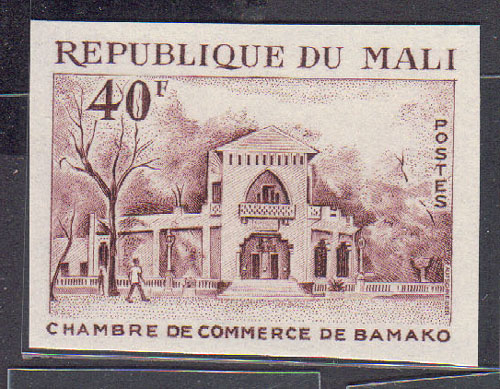 REPUBLIQUE DU MALI
40F
POSTES
CHAMBRE DE COMMERCE DE BAMAKO